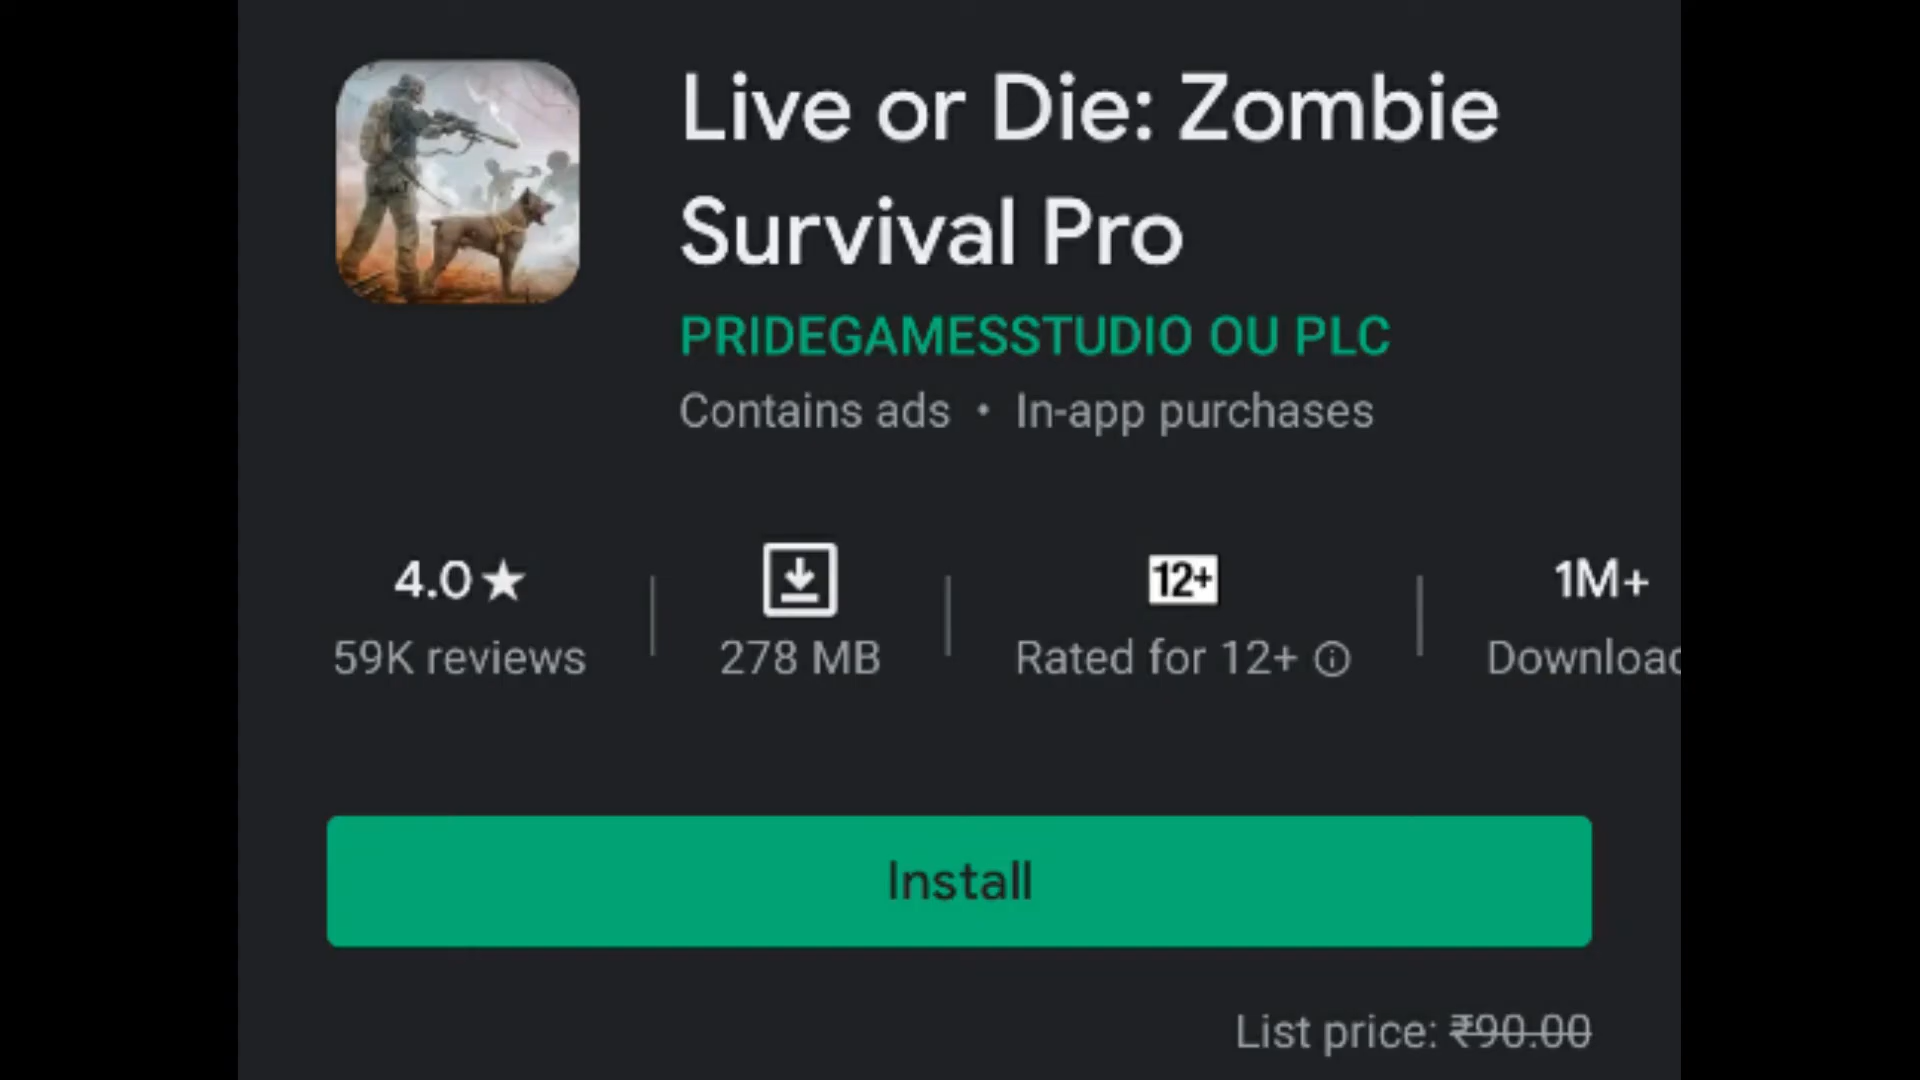 Live or Die: Zombie
Survival Pro
PRIDEGAMESSTUDIO OU PLC
Contains ads • In-app purchases
4.0★
59K reviews
278 MB
12+
Rated for 12+
1M+
Downloa
Install
List price: ₹90.00